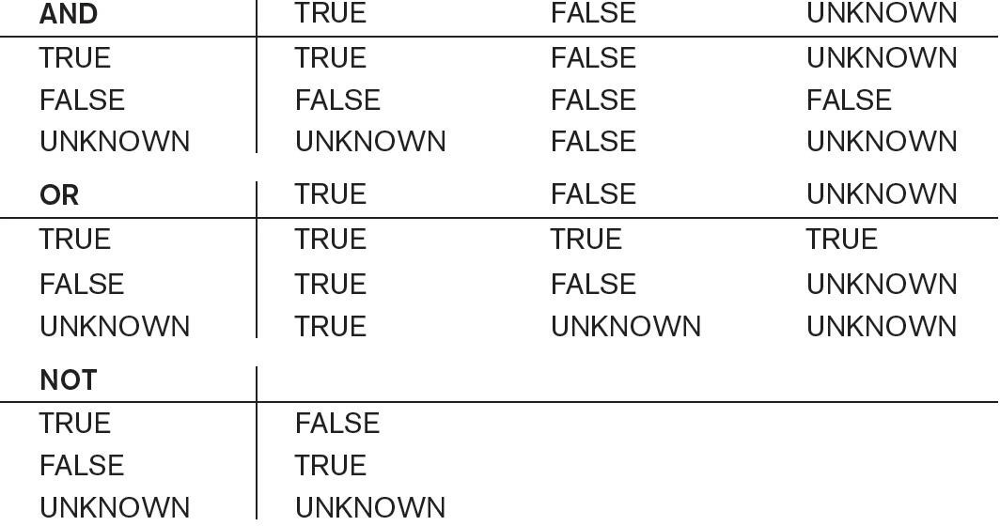 AND TRUE FALSE UNKNOWN
TRUE TRUE FALSE UNKNOWN
FALSE FALSE FALSE FALSE
UNKNOWN UNKNOWN FALSE UNKNOWN
OR TRUE FALSE UNKNOWN
TRUE TRUE TRUE TRUE
FALSE TRUE FALSE UNKNOWN
UNKNOWN TRUE UNKNOWN UNKNOWN
NOT
TRUE FALSE
FALSE TRUE
UNKNOWN UNKNOWN